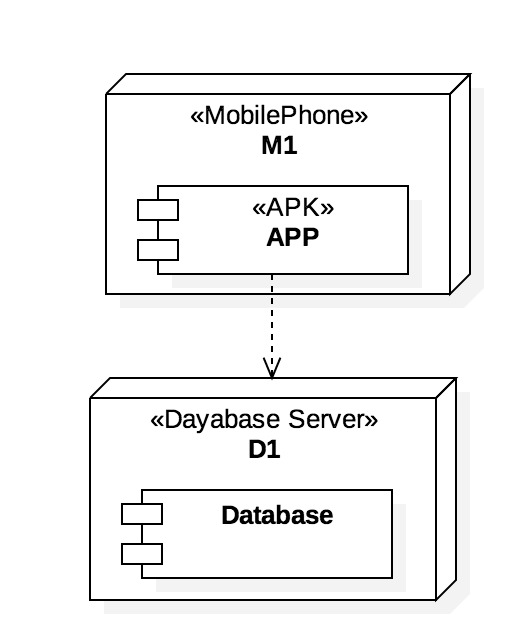 «MobilePhone»
M1
«APK»
APP
«Dayabase Server»
D1
Database